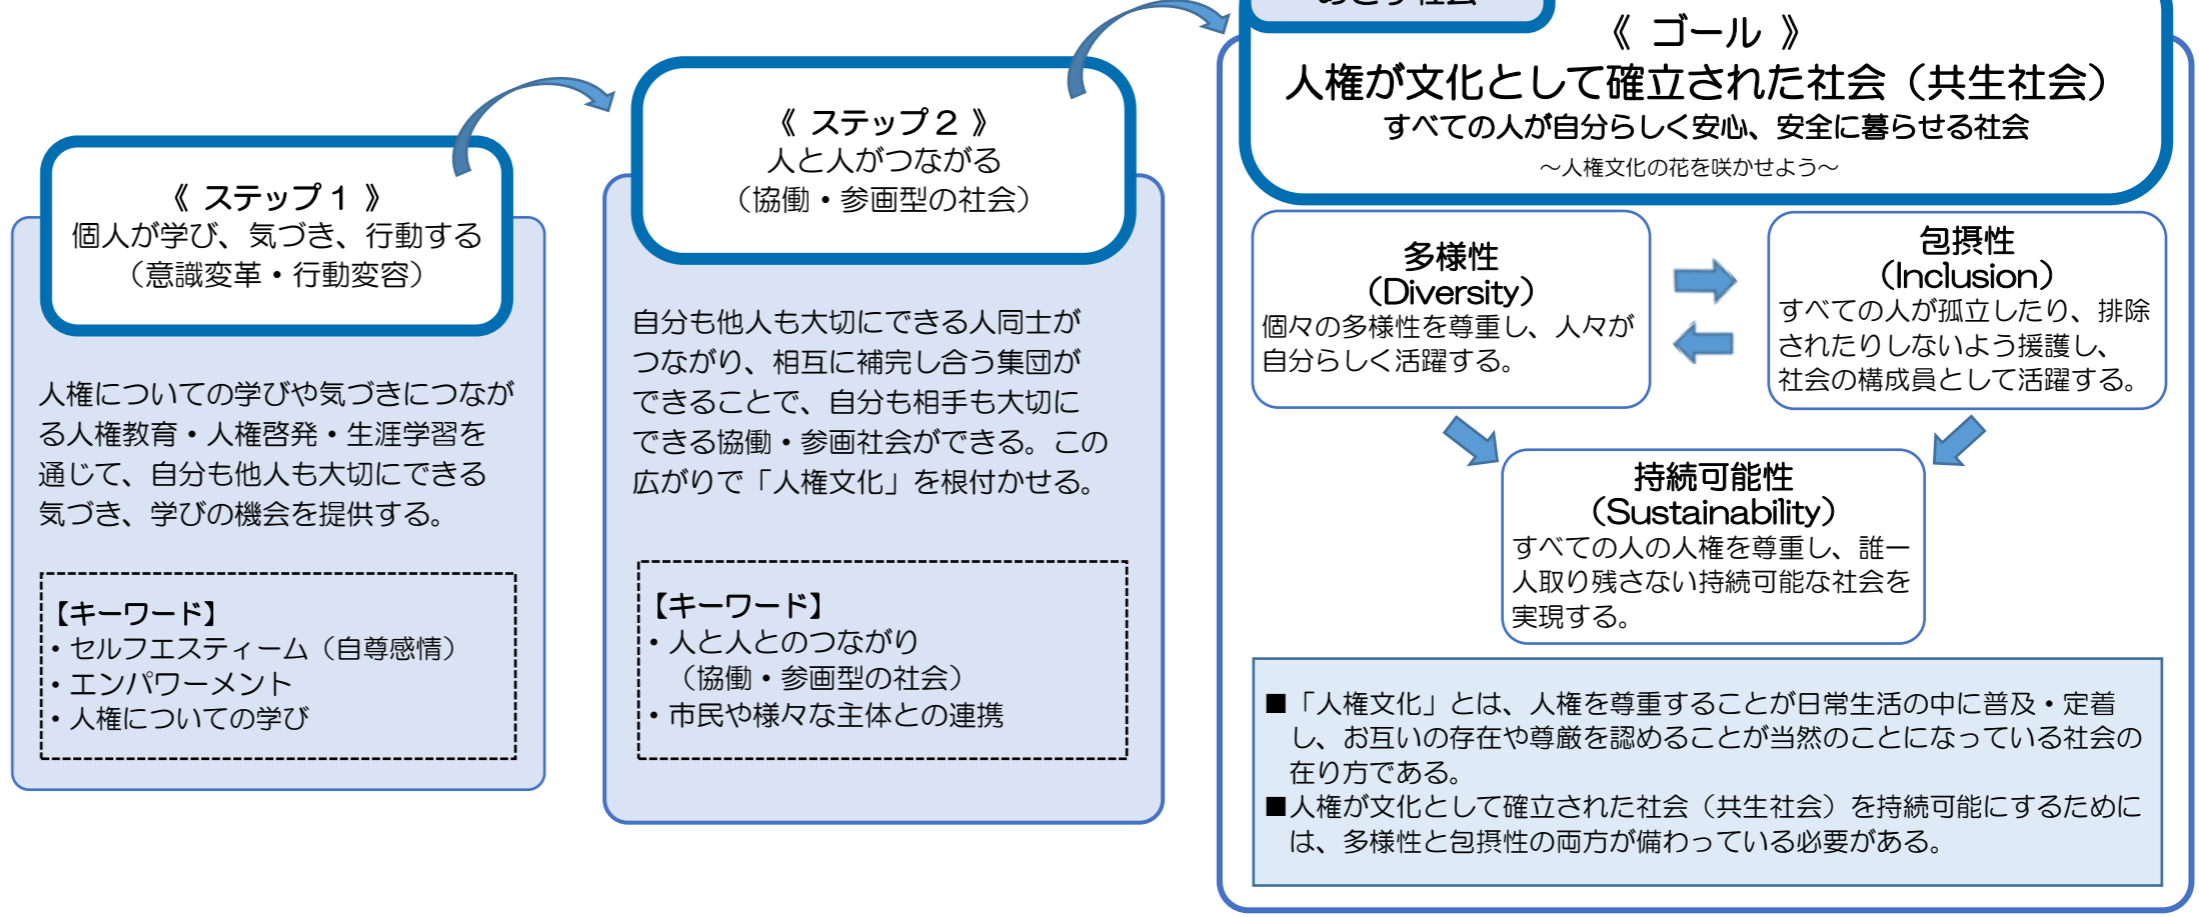 《 ステップ１ 》
個人が学び、気づき、行動する
（意識変革・行動変容）
人権についての学びや気づきにつなが
る人権教育・人権啓発・生涯学習を
通じて、自分も他人も大切にできる
気づき、学びの機会を提供する。
【キーワード】
・セルフエスティーム（自尊感情）
・エンパワーメント
・人権についての学び
《 ステップ２ 》
人と人がつながる
（協働・参画型の社会）
自分も他人も大切にできる人同士が
つながり、相互に補完し合う集団が
できることで、自分も相手も大切に
できる協働・参画社会ができる。この
広がりで「人権文化」を根付かせる。
【キーワード】
・人と人とのつながり
（協働・参画型の社会）
・市民や様々な主体との連携
《 ゴール 》
人権が文化として確立された社会（共生社会）
すべての人が自分らしく安心、安全に暮らせる社会
～人権文化の花を咲かせよう～
多様性
（Diversity）
個々の多様性を尊重し、人々が
自分らしく活躍する。
包摂性
（Inclusion）
すべての人が孤立したり、排除
されたりしないよう援護し、
社会の構成員として活躍する。
持続可能性
（Sustainability）
すべての人の人権を尊重し、誰一
人取り残さない持続可能な社会を
実現する。
■「人権文化」とは、人権を尊重することが日常生活の中に普及・定着
し、お互いの存在や尊厳を認めることが当然のことになっている社会の
在り方である。
■人権が文化として確立された社会（共生社会）を持続可能にするために
は、多様性と包摂性の両方が備わっている必要がある。